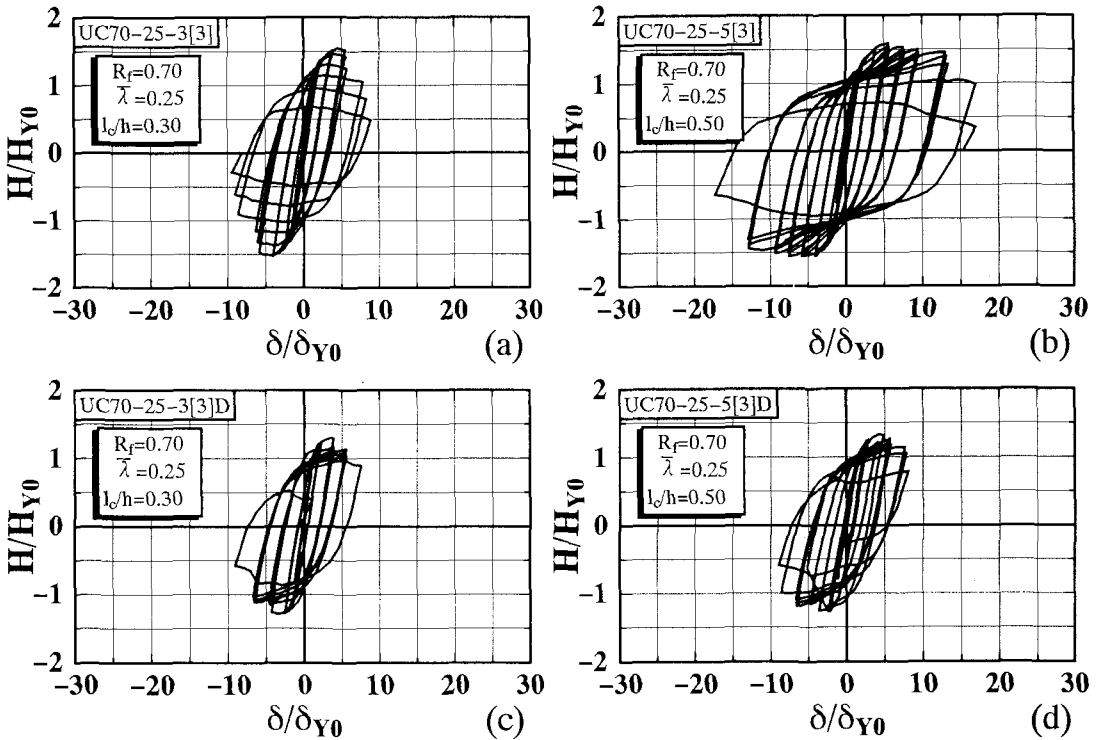 UC70-25-3[3]
R_f=0.70
λ̄ =0.25
l_c/h=0.30
H/H_Y0
2
1
0
−1
−2
−30 −20 −10 0 10 20 30
δ/δ_Y0
(a)
UC70-25-5[3]
R_f=0.70
λ̄ =0.25
l_c/h=0.50
H/H_Y0
2
1
0
−1
−2
−30 −20 −10 0 10 20 30
δ/δ_Y0
(b)
UC70-25-3[3]D
R_f=0.70
λ̄ =0.25
l_c/h=0.30
H/H_Y0
2
1
0
−1
−2
−30 −20 −10 0 10 20 30
δ/δ_Y0
(c)
UC70-25-5[3]D
R_f=0.70
λ̄ =0.25
l_c/h=0.50
H/H_Y0
2
1
0
−1
−2
−30 −20 −10 0 10 20 30
δ/δ_Y0
(d)